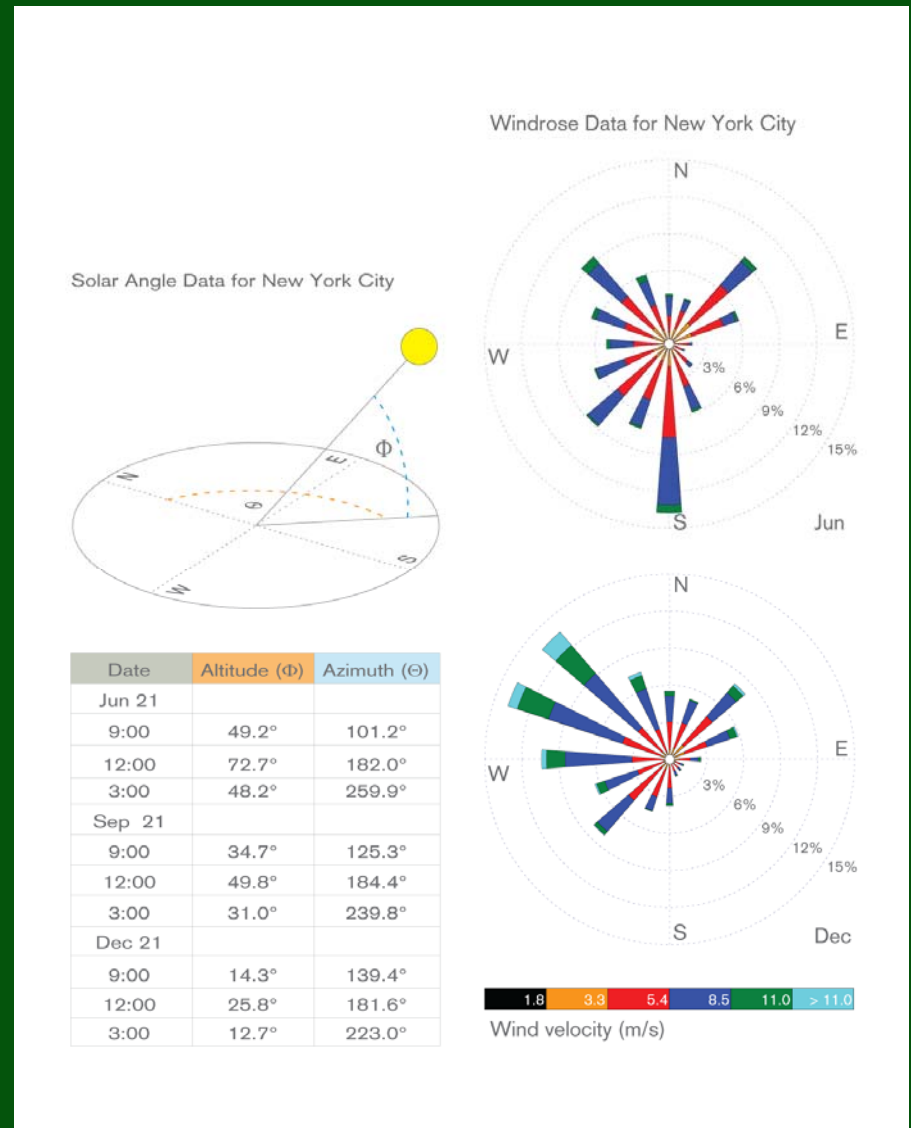 Windrose Data for New York City
N
W
E
S
3%
6%
9%
12%
15%
Jun
Solar Angle Data for New York City
N
E
S
W
Φ
Θ
Date Altitude (Φ) Azimuth (Θ)
Jun 21
9:00 49.2° 101.2°
12:00 72.7° 182.0°
3:00 48.2° 259.9°
Sep 21
9:00 34.7° 125.3°
12:00 49.8° 184.4°
3:00 31.0° 239.8°
Dec 21
9:00 14.3° 139.4°
12:00 25.8° 181.6°
3:00 12.7° 223.0°
N
W
E
S
3%
6%
9%
12%
15%
Dec
1.8 3.3 5.4 8.5 11.0 > 11.0
Wind velocity (m/s)